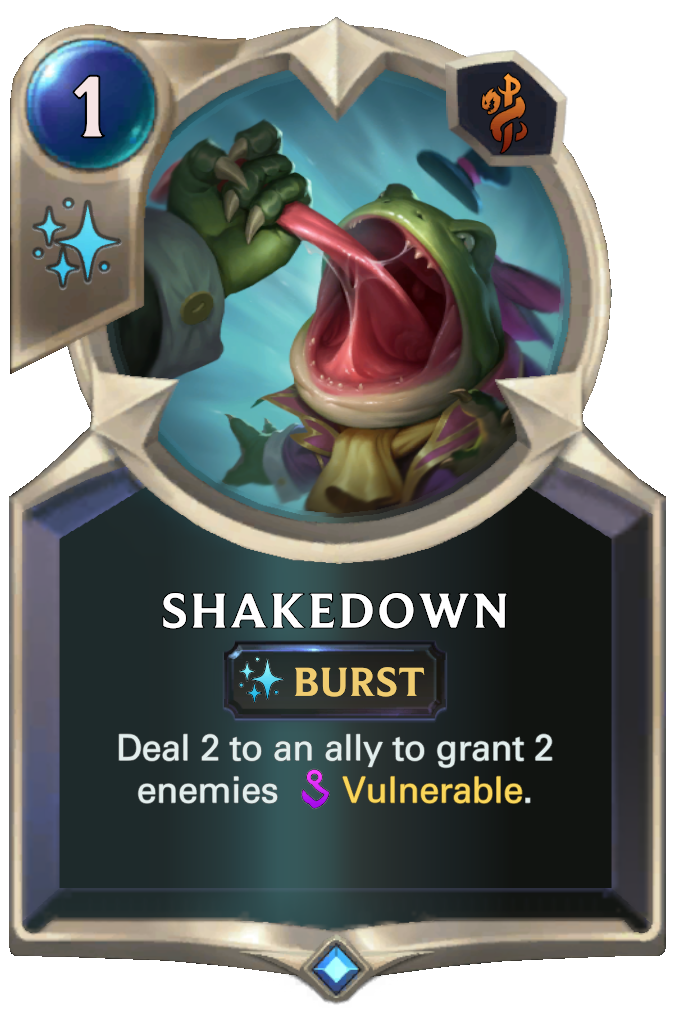 1
SHAKEDOWN
BURST
Deal 2 to an ally to grant 2
enemies Vulnerable.